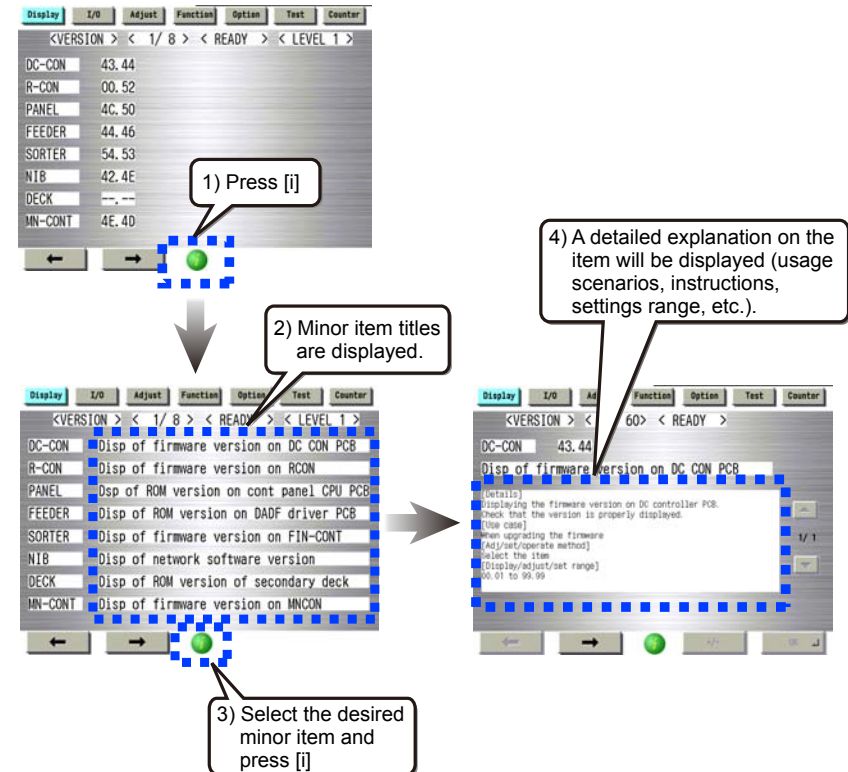 Display I/O Adjust Function Option Test Counter
<VERSION > < 1/ 8 > < READY > < LEVEL 1 >
DC-CON 43.44
R-CON 00.52
PANEL 4C.50
FEEDER 44.46
SORTER 54.53
NIB 42.4E
DECK --.--
MN-CONT 4E.4D
1) Press [i]
2) Minor item titles
are displayed.
Display I/O Adjust Function Option Test Counter
<VERSION > < 1/ 8 > < READY > < LEVEL 1 >
DC-CON Disp of firmware version on DC CON PCB
R-CON Disp of firmware version on RCON
PANEL Dsp of ROM version on cont panel CPU PCB
FEEDER Disp of ROM version on DADF driver PCB
SORTER Disp of firmware version on FIN-CONT
NIB Disp of network software version
DECK Disp of ROM version of secondary deck
MN-CONT Disp of firmware version on MNCON
3) Select the desired
minor item and
press [i]
4) A detailed explanation on the
item will be displayed (usage
scenarios, instructions,
settings range, etc.).
Display I/O Ad Function Option Test Counter
<VERSION > < 60> < READY >
DC-CON 43.44
Disp of firmware version on DC CON PCB
[Details]
Displaying the firmware version on DC controller PCB.
Check that the version is properly displayed.
[Use case]
When upgrading the firmware
[Adj/set/operate method]
Select the item
[Display/adjust/set range]
00.01 to 99.99
1/ 1
+/-
OK